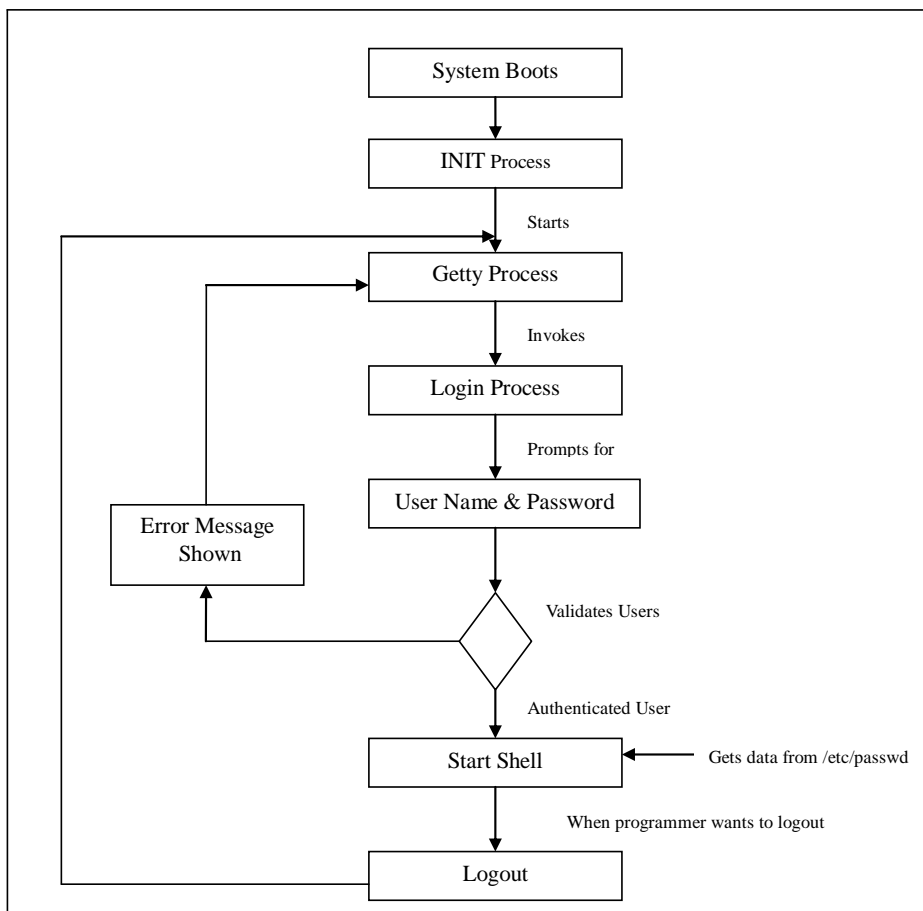 System Boots
INIT Process
Starts
Getty Process
Invokes
Login Process
Prompts for
User Name & Password
Error Message
Shown
Validates Users
Authenticated User
Start Shell
Gets data from /etc/passwd
When programmer wants to logout
Logout